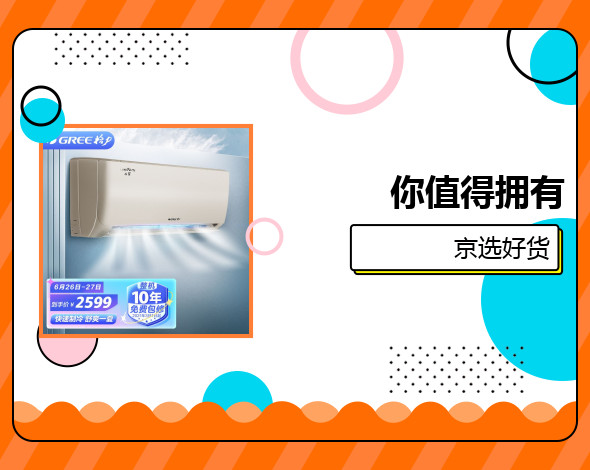 GREE 格力
你值得拥有
京选好货
6月26日-27日
到手价¥2599
快速制冷 舒爽一夏
整机
10年
免费包修